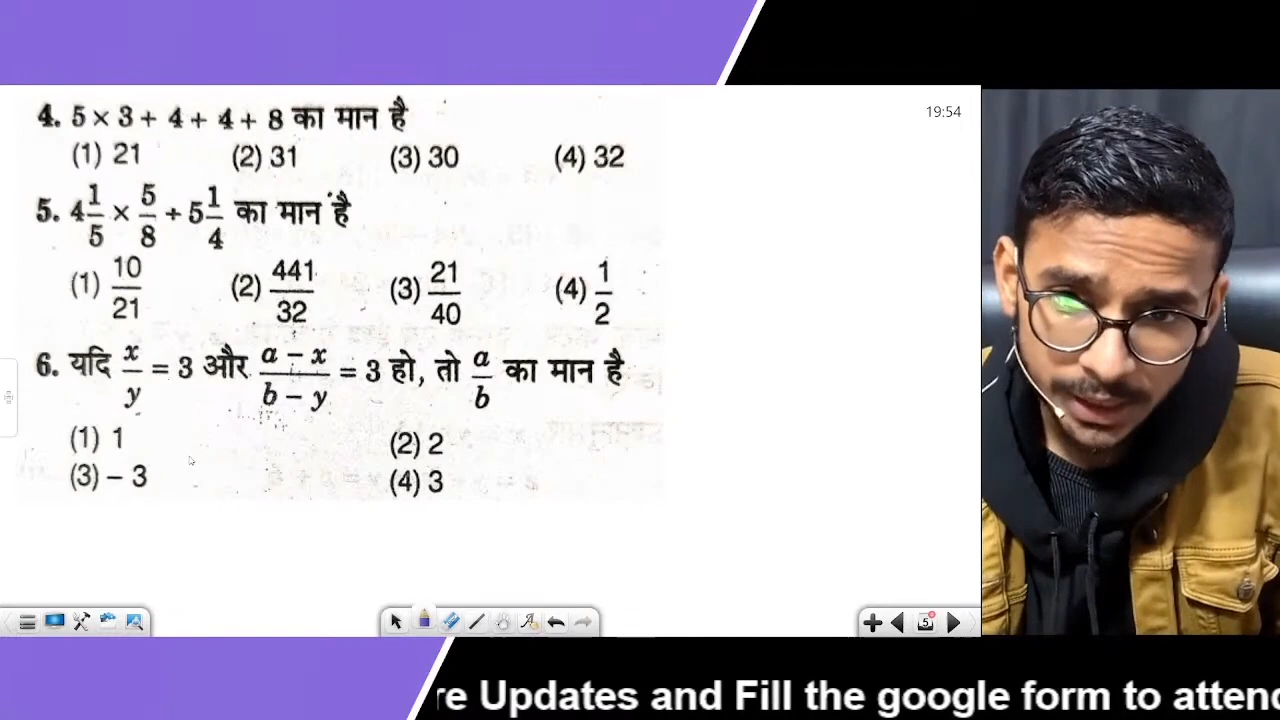 19:54
4. 5 × 3 + 4 + 4 + 8 का मान है
(1) 21 (2) 31 (3) 30 (4) 32
5. 4 1/5 × 5/8 ÷ 5 1/4 का मान है
(1) 10/21 (2) 441/32 (3) 21/40 (4) 1/2
6. यदि x/y = 3 और (a – x)/(b – y) = 3 हो, तो a/b का मान है
(1) 1 (2) 2
(3) – 3 (4) 3
5
re Updates and Fill the google form to attend